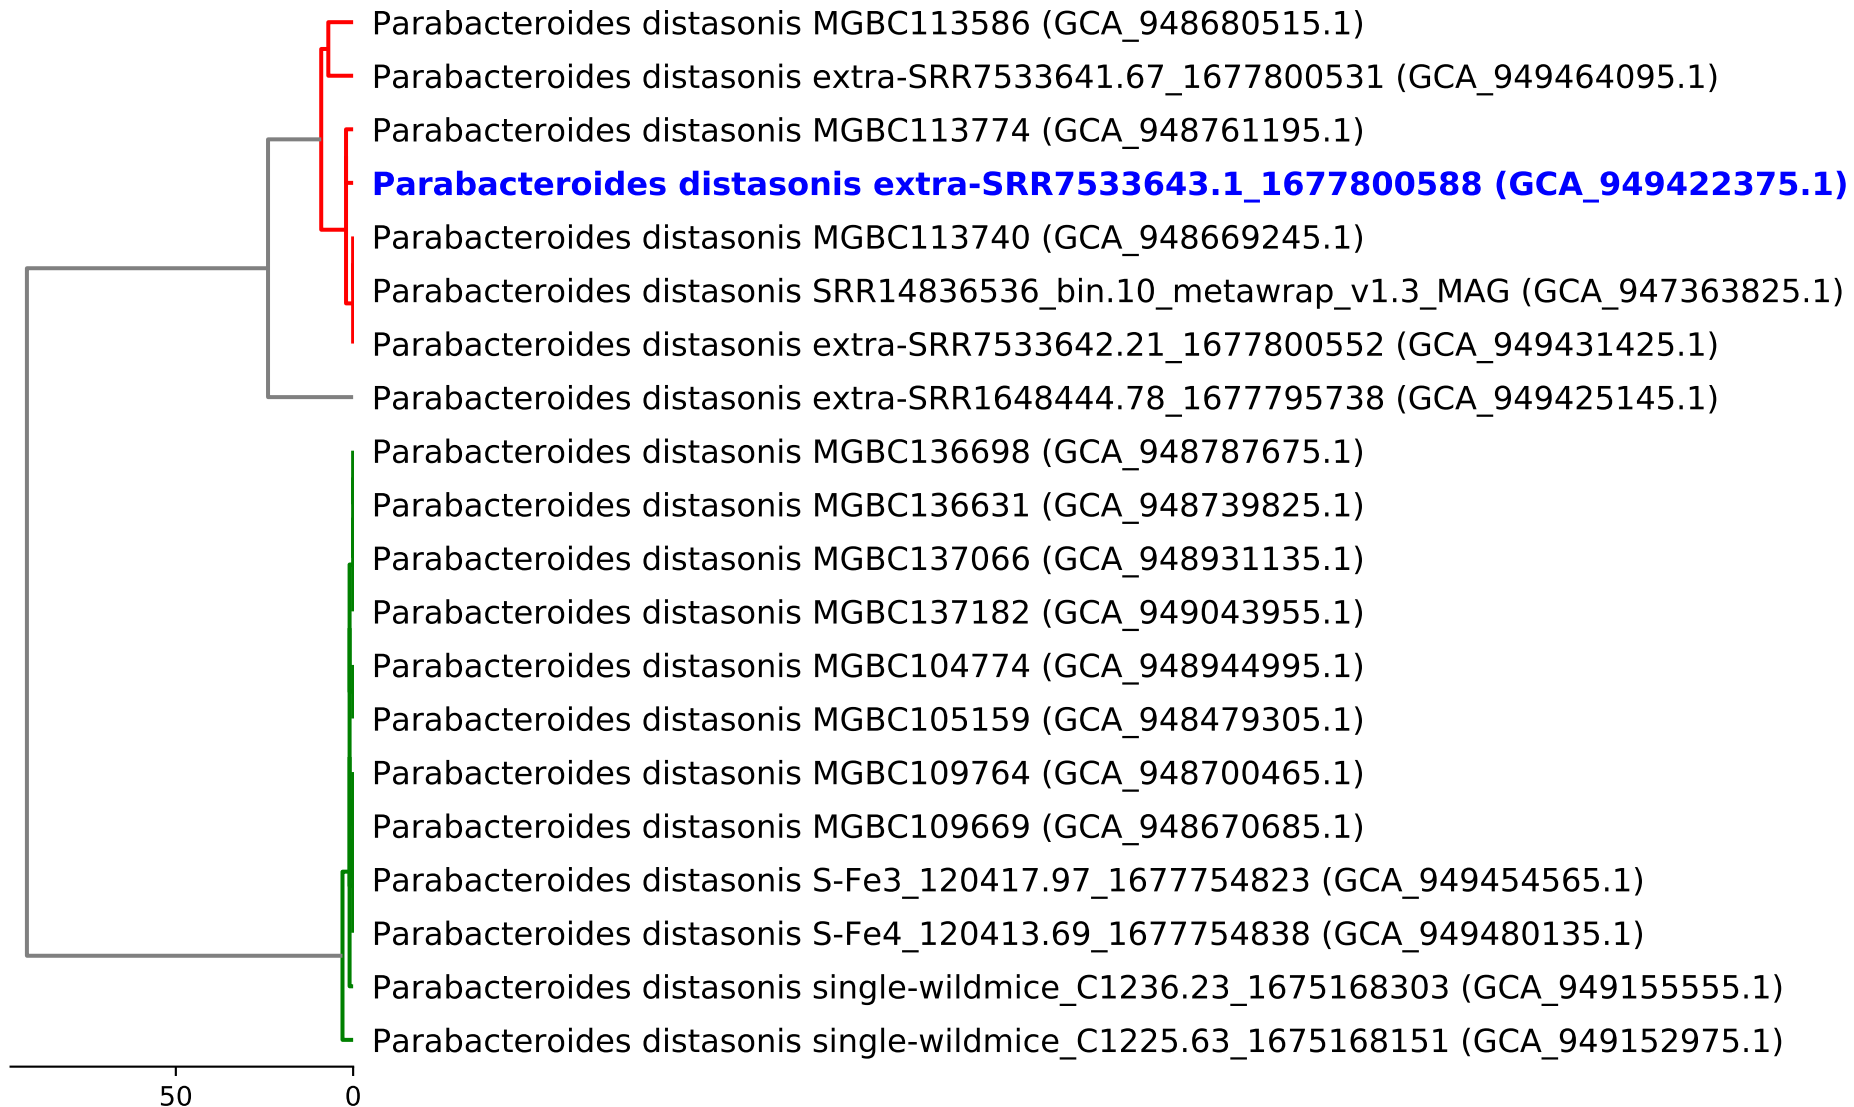 Parabacteroides distasonis MGBC113586 (GCA_948680515.1)
Parabacteroides distasonis extra-SRR7533641.67_1677800531 (GCA_949464095.1)
Parabacteroides distasonis MGBC113774 (GCA_948761195.1)
Parabacteroides distasonis extra-SRR7533643.1_1677800588 (GCA_949422375.1)
Parabacteroides distasonis MGBC113740 (GCA_948669245.1)
Parabacteroides distasonis SRR14836536_bin.10_metawrap_v1.3_MAG (GCA_947363825.1)
Parabacteroides distasonis extra-SRR7533642.21_1677800552 (GCA_949431425.1)
Parabacteroides distasonis extra-SRR1648444.78_1677795738 (GCA_949425145.1)
Parabacteroides distasonis MGBC136698 (GCA_948787675.1)
Parabacteroides distasonis MGBC136631 (GCA_948739825.1)
Parabacteroides distasonis MGBC137066 (GCA_948931135.1)
Parabacteroides distasonis MGBC137182 (GCA_949043955.1)
Parabacteroides distasonis MGBC104774 (GCA_948944995.1)
Parabacteroides distasonis MGBC105159 (GCA_948479305.1)
Parabacteroides distasonis MGBC109764 (GCA_948700465.1)
Parabacteroides distasonis MGBC109669 (GCA_948670685.1)
Parabacteroides distasonis S-Fe3_120417.97_1677754823 (GCA_949454565.1)
Parabacteroides distasonis S-Fe4_120413.69_1677754838 (GCA_949480135.1)
Parabacteroides distasonis single-wildmice_C1236.23_1675168303 (GCA_949155555.1)
Parabacteroides distasonis single-wildmice_C1225.63_1675168151 (GCA_949152975.1)
50 0